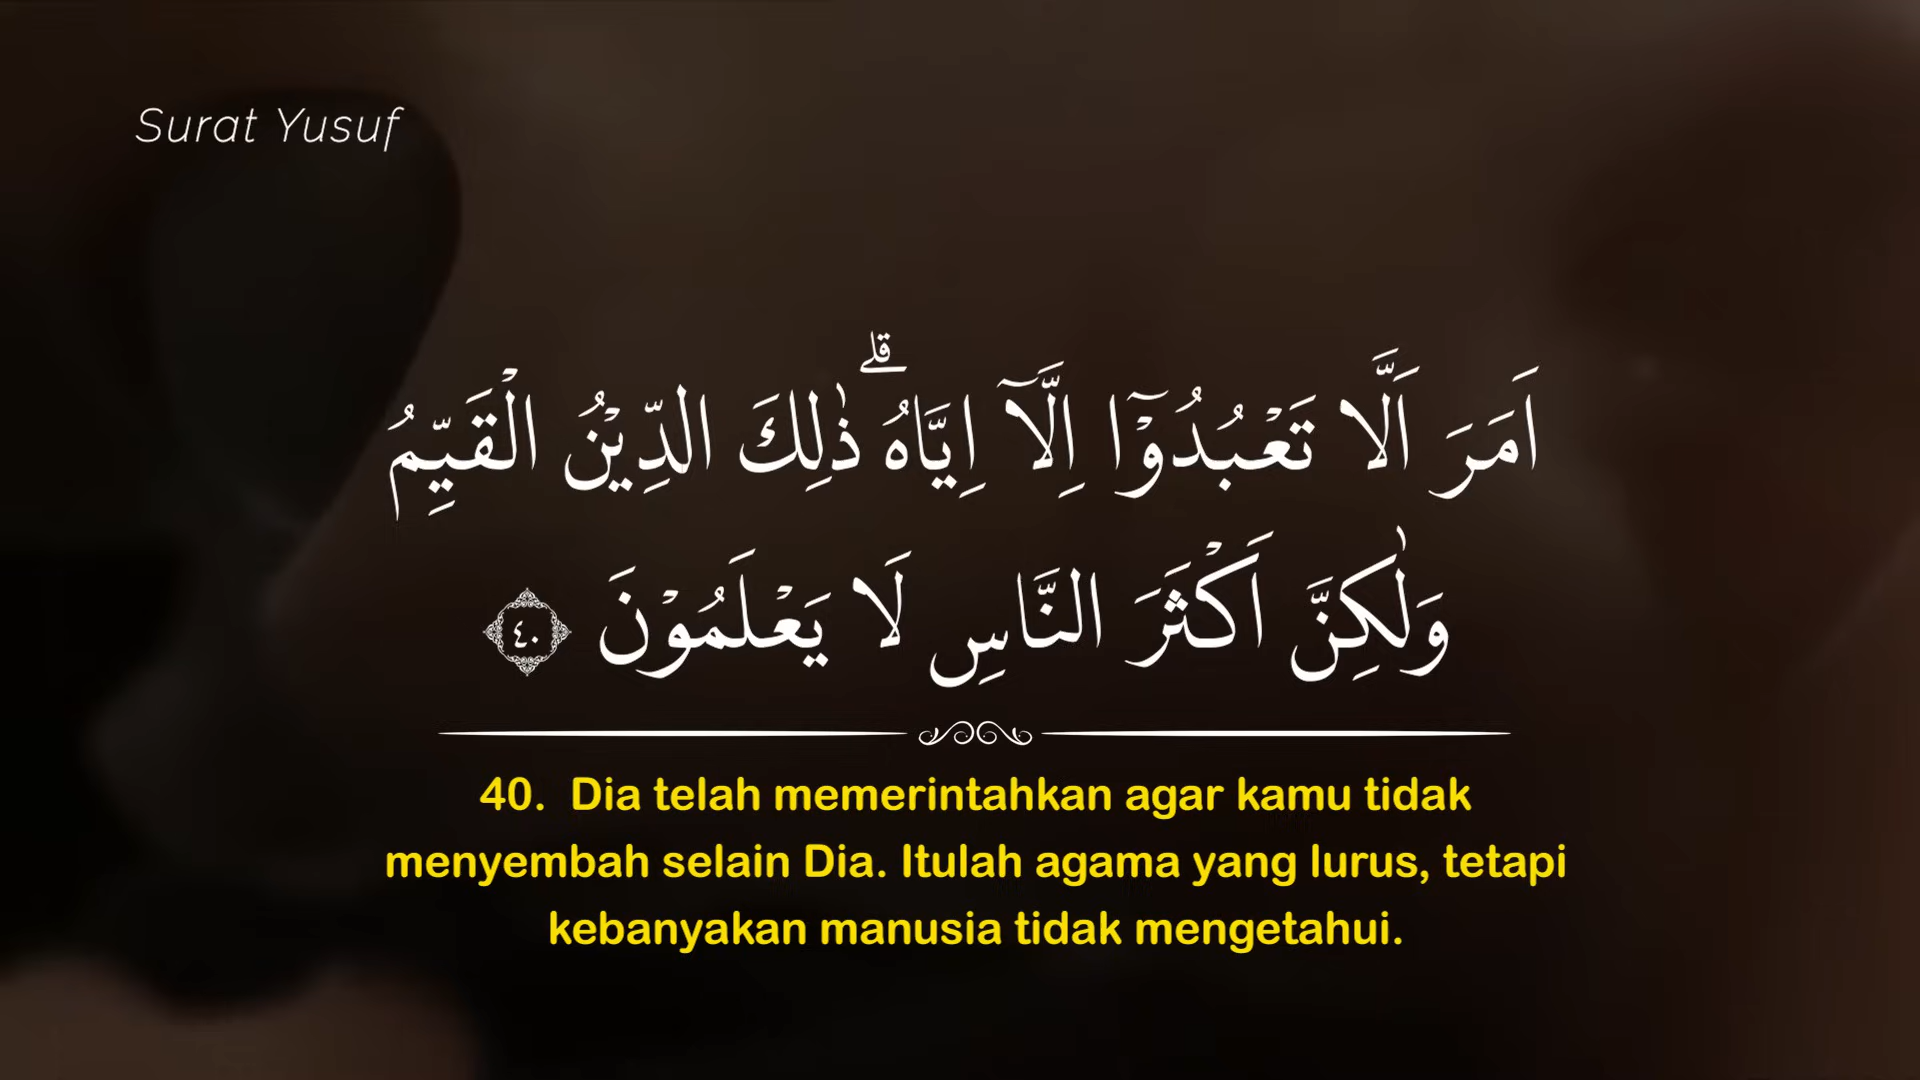 Surat Yusuf
اَمَرَ اَلَّا تَعْبُدُوْٓا اِلَّآ اِيَّاهُ ۗ ذٰلِكَ الدِّيْنُ الْقَيِّمُ
وَلٰكِنَّ اَكْثَرَ النَّاسِ لَا يَعْلَمُوْنَ ٤٠
40. Dia telah memerintahkan agar kamu tidak
menyembah selain Dia. Itulah agama yang lurus, tetapi
kebanyakan manusia tidak mengetahui.